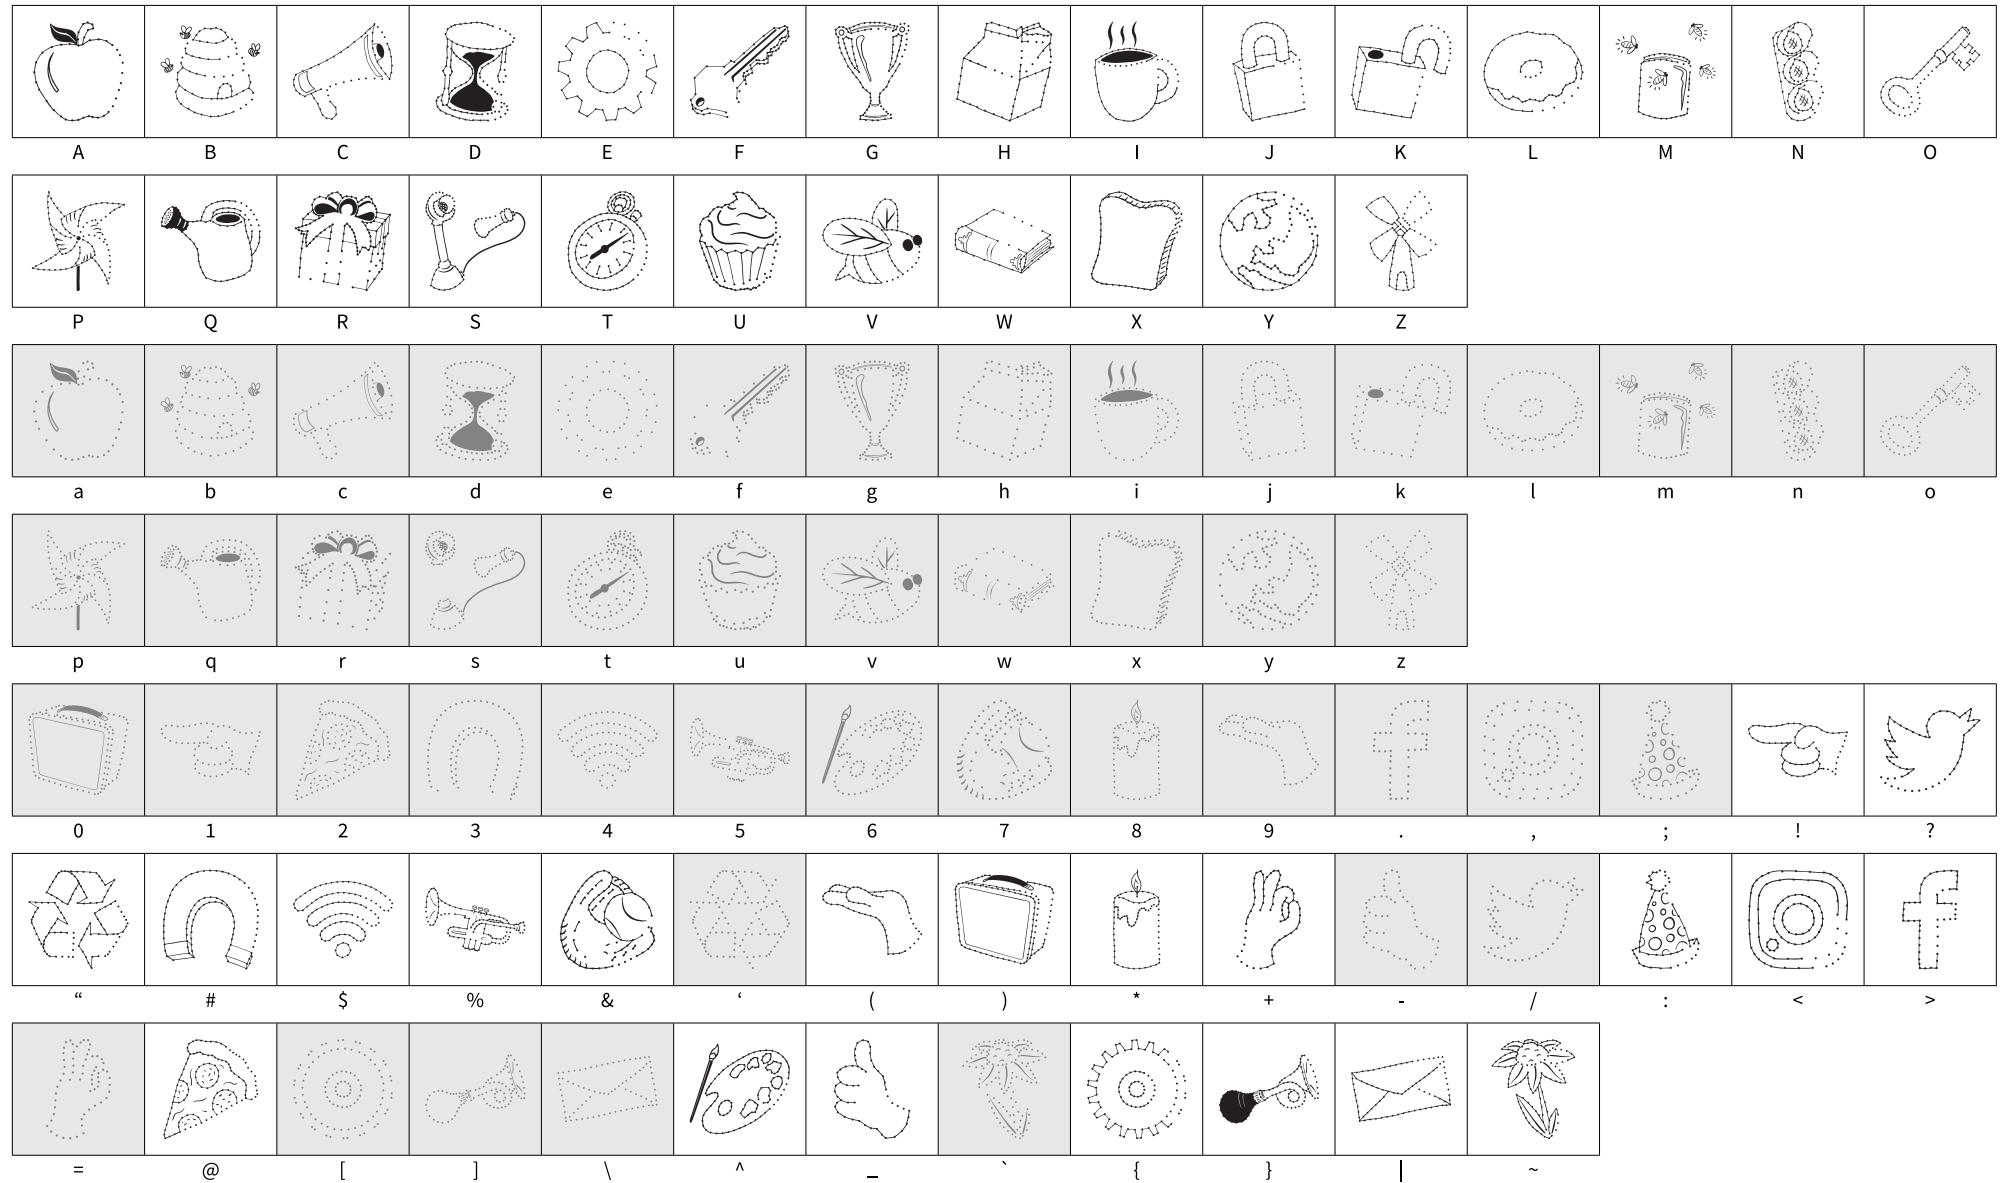 A B C D E F G H I J K L M N O
P Q R S T U V W X Y Z
a b c d e f g h i j k l m n o
p q r s t u v w x y z
0 1 2 3 4 5 6 7 8 9 . , ; ! ?
“ # $ % & ‘ ( ) * + - / : < >
= @ [ ] \ ^ _ ` { } | ~